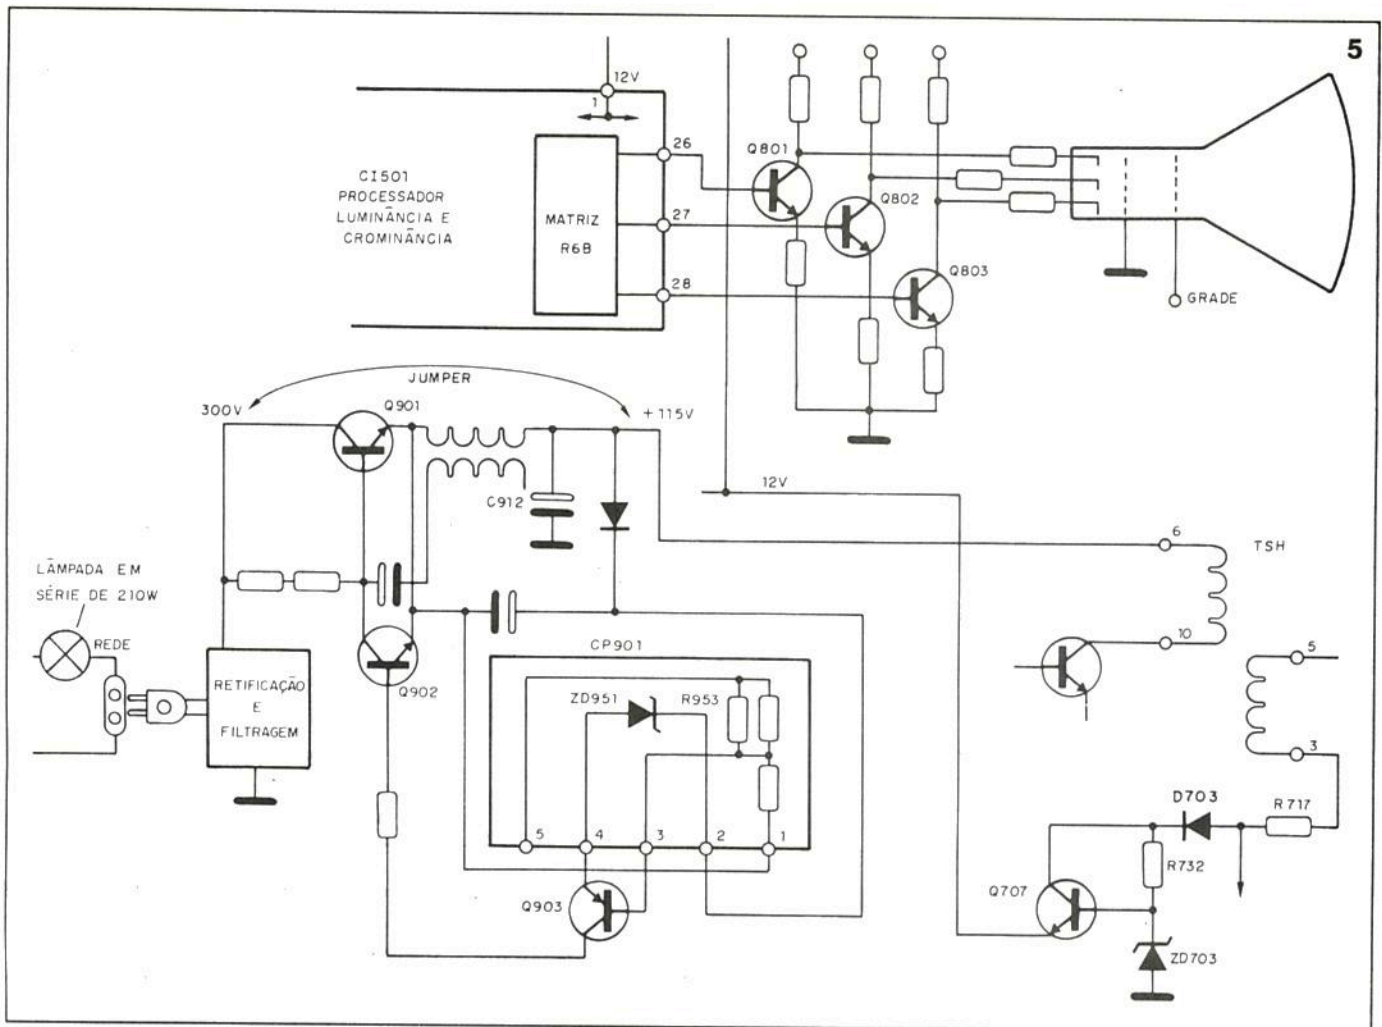 5
12V
1
26
CI501
PROCESSADOR
LUMINÂNCIA E
CROMINÂNCIA
MATRIZ
R6B
27
28
Q801
Q802
Q803
GRADE
JUMPER
300V
Q901
+115V
C912
12V
6
TSH
10
5
3
LÂMPADA EM
SÉRIE DE 210W
REDE
RETIFICAÇÃO
E
FILTRAGEM
Q902
CP901
ZD951
R953
5
4
3
2
1
Q903
D703
R717
R732
Q707
ZD703